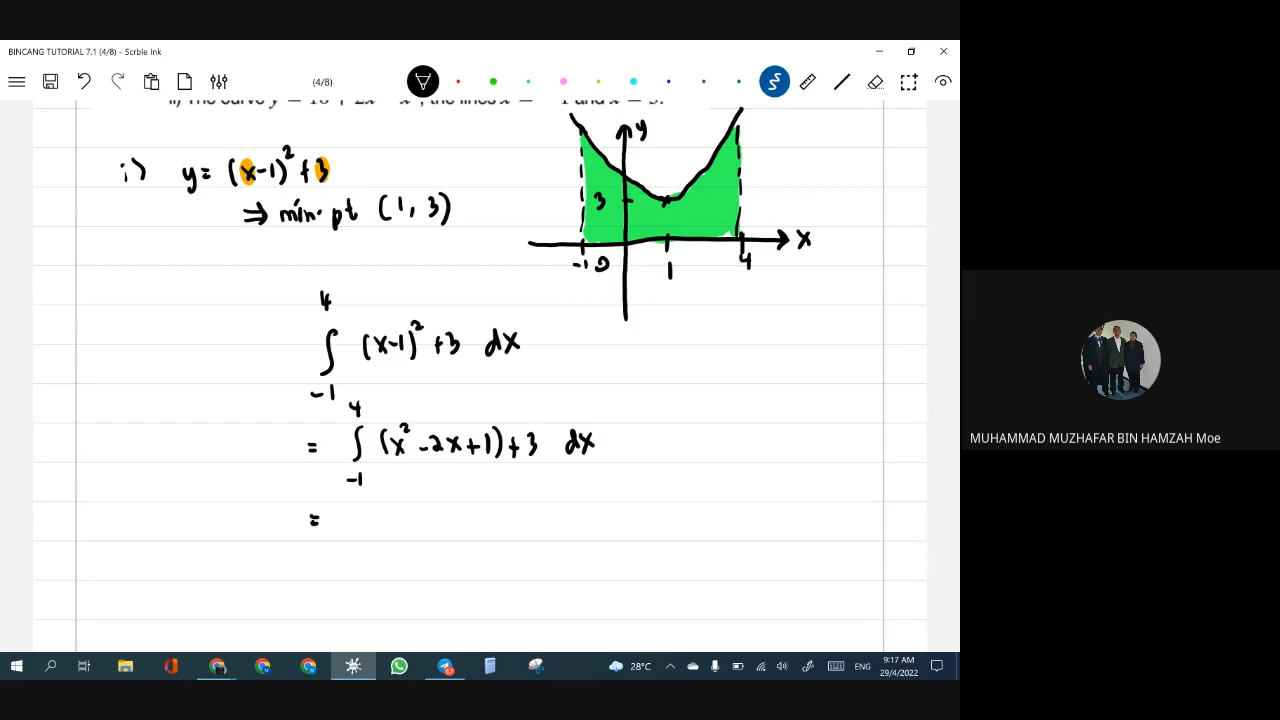 BINCANG TUTORIAL 7.1 (4/8) - Scrble Ink
(4/8)
i) y = (x-1)² + 3
⇒ min. pt (1, 3)
y
3
-1 0 1 4 x
4
∫ (x-1)² + 3 dx
-1
4
= ∫ (x² - 2x + 1) + 3 dx
-1
=
MUHAMMAD MUZHAFAR BIN HAMZAH Moe
67
28°C
ENG
9:17 AM
29/4/2022